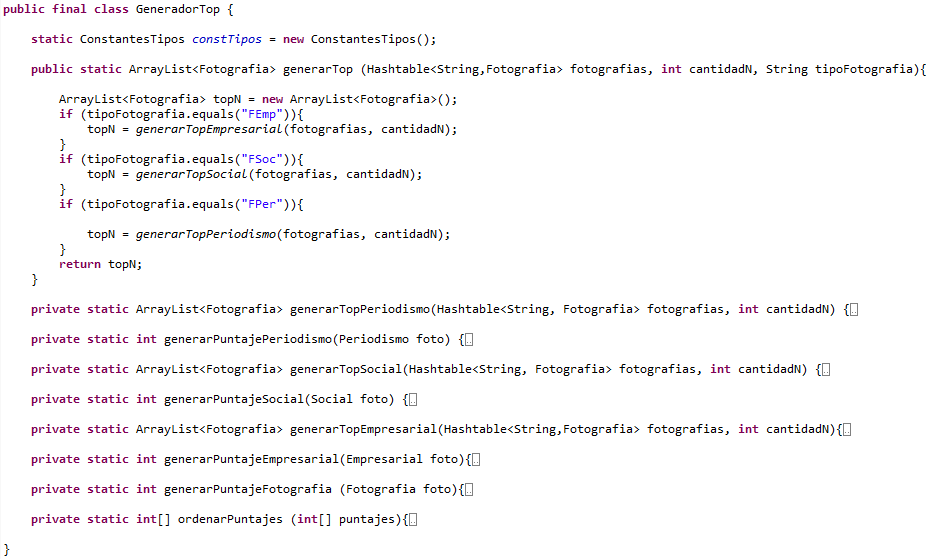 public final class GeneradorTop {
static ConstantesTipos constTipos = new ConstantesTipos();
public static ArrayList<Fotografia> generarTop (Hashtable<String,Fotografia> fotografias, int cantidadN, String tipoFotografia){
ArrayList<Fotografia> topN = new ArrayList<Fotografia>();
if (tipoFotografia.equals("FEmp")){
topN = generarTopEmpresarial(fotografias, cantidadN);
}
if (tipoFotografia.equals("FSoc")){
topN = generarTopSocial(fotografias, cantidadN);
}
if (tipoFotografia.equals("FPer")){
topN = generarTopPeriodismo(fotografias, cantidadN);
}
return topN;
}
private static ArrayList<Fotografia> generarTopPeriodismo(Hashtable<String, Fotografia> fotografias, int cantidadN) {
private static int generarPuntajePeriodismo(Periodismo foto) {
private static ArrayList<Fotografia> generarTopSocial(Hashtable<String, Fotografia> fotografias, int cantidadN) {
private static int generarPuntajeSocial(Social foto) {
private static ArrayList<Fotografia> generarTopEmpresarial(Hashtable<String,Fotografia> fotografias, int cantidadN){
private static int generarPuntajeEmpresarial(Empresarial foto){
private static int generarPuntajeFotografia (Fotografia foto){
private static int[] ordenarPuntajes (int[] puntajes){
}